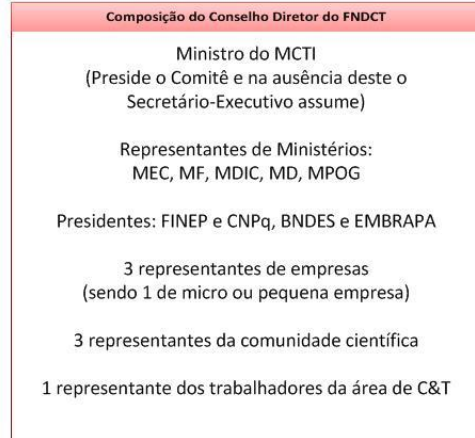 Composição do Conselho Diretor do FNDCT
Ministro do MCTI
(Preside o Comitê e na ausência deste o
Secretário-Executivo assume)
Representantes de Ministérios:
MEC, MF, MDIC, MD, MPOG
Presidentes: FINEP e CNPq, BNDES e EMBRAPA
3 representantes de empresas
(sendo 1 de micro ou pequena empresa)
3 representantes da comunidade científica
1 representante dos trabalhadores da área de C&T